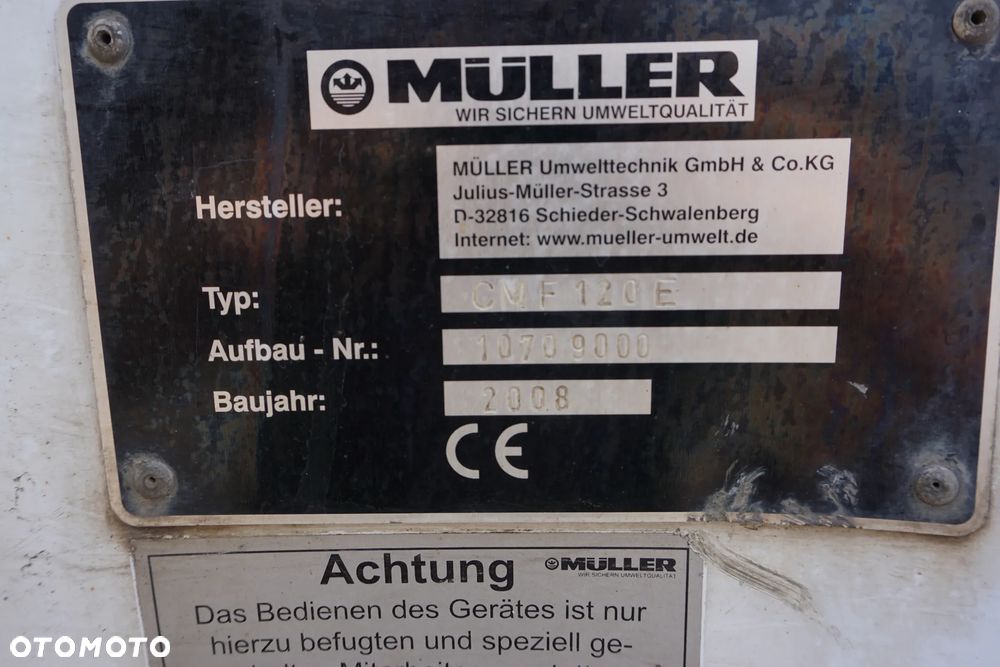 MÜLLER
WIR SICHERN UMWELTQUALITÄT
Hersteller:
MÜLLER Umwelttechnik GmbH & Co.KG
Julius-Müller-Strasse 3
D-32816 Schieder-Schwalenberg
Internet: www.mueller-umwelt.de
Typ: CMF120E
Aufbau - Nr.: 10709000
Baujahr: 2008
CE
Achtung MÜLLER
WIR SICHERN UMWELTQUALITÄT
Das Bedienen des Gerätes ist nur
hierzu befugten und speziell ge-
OTOMOTO